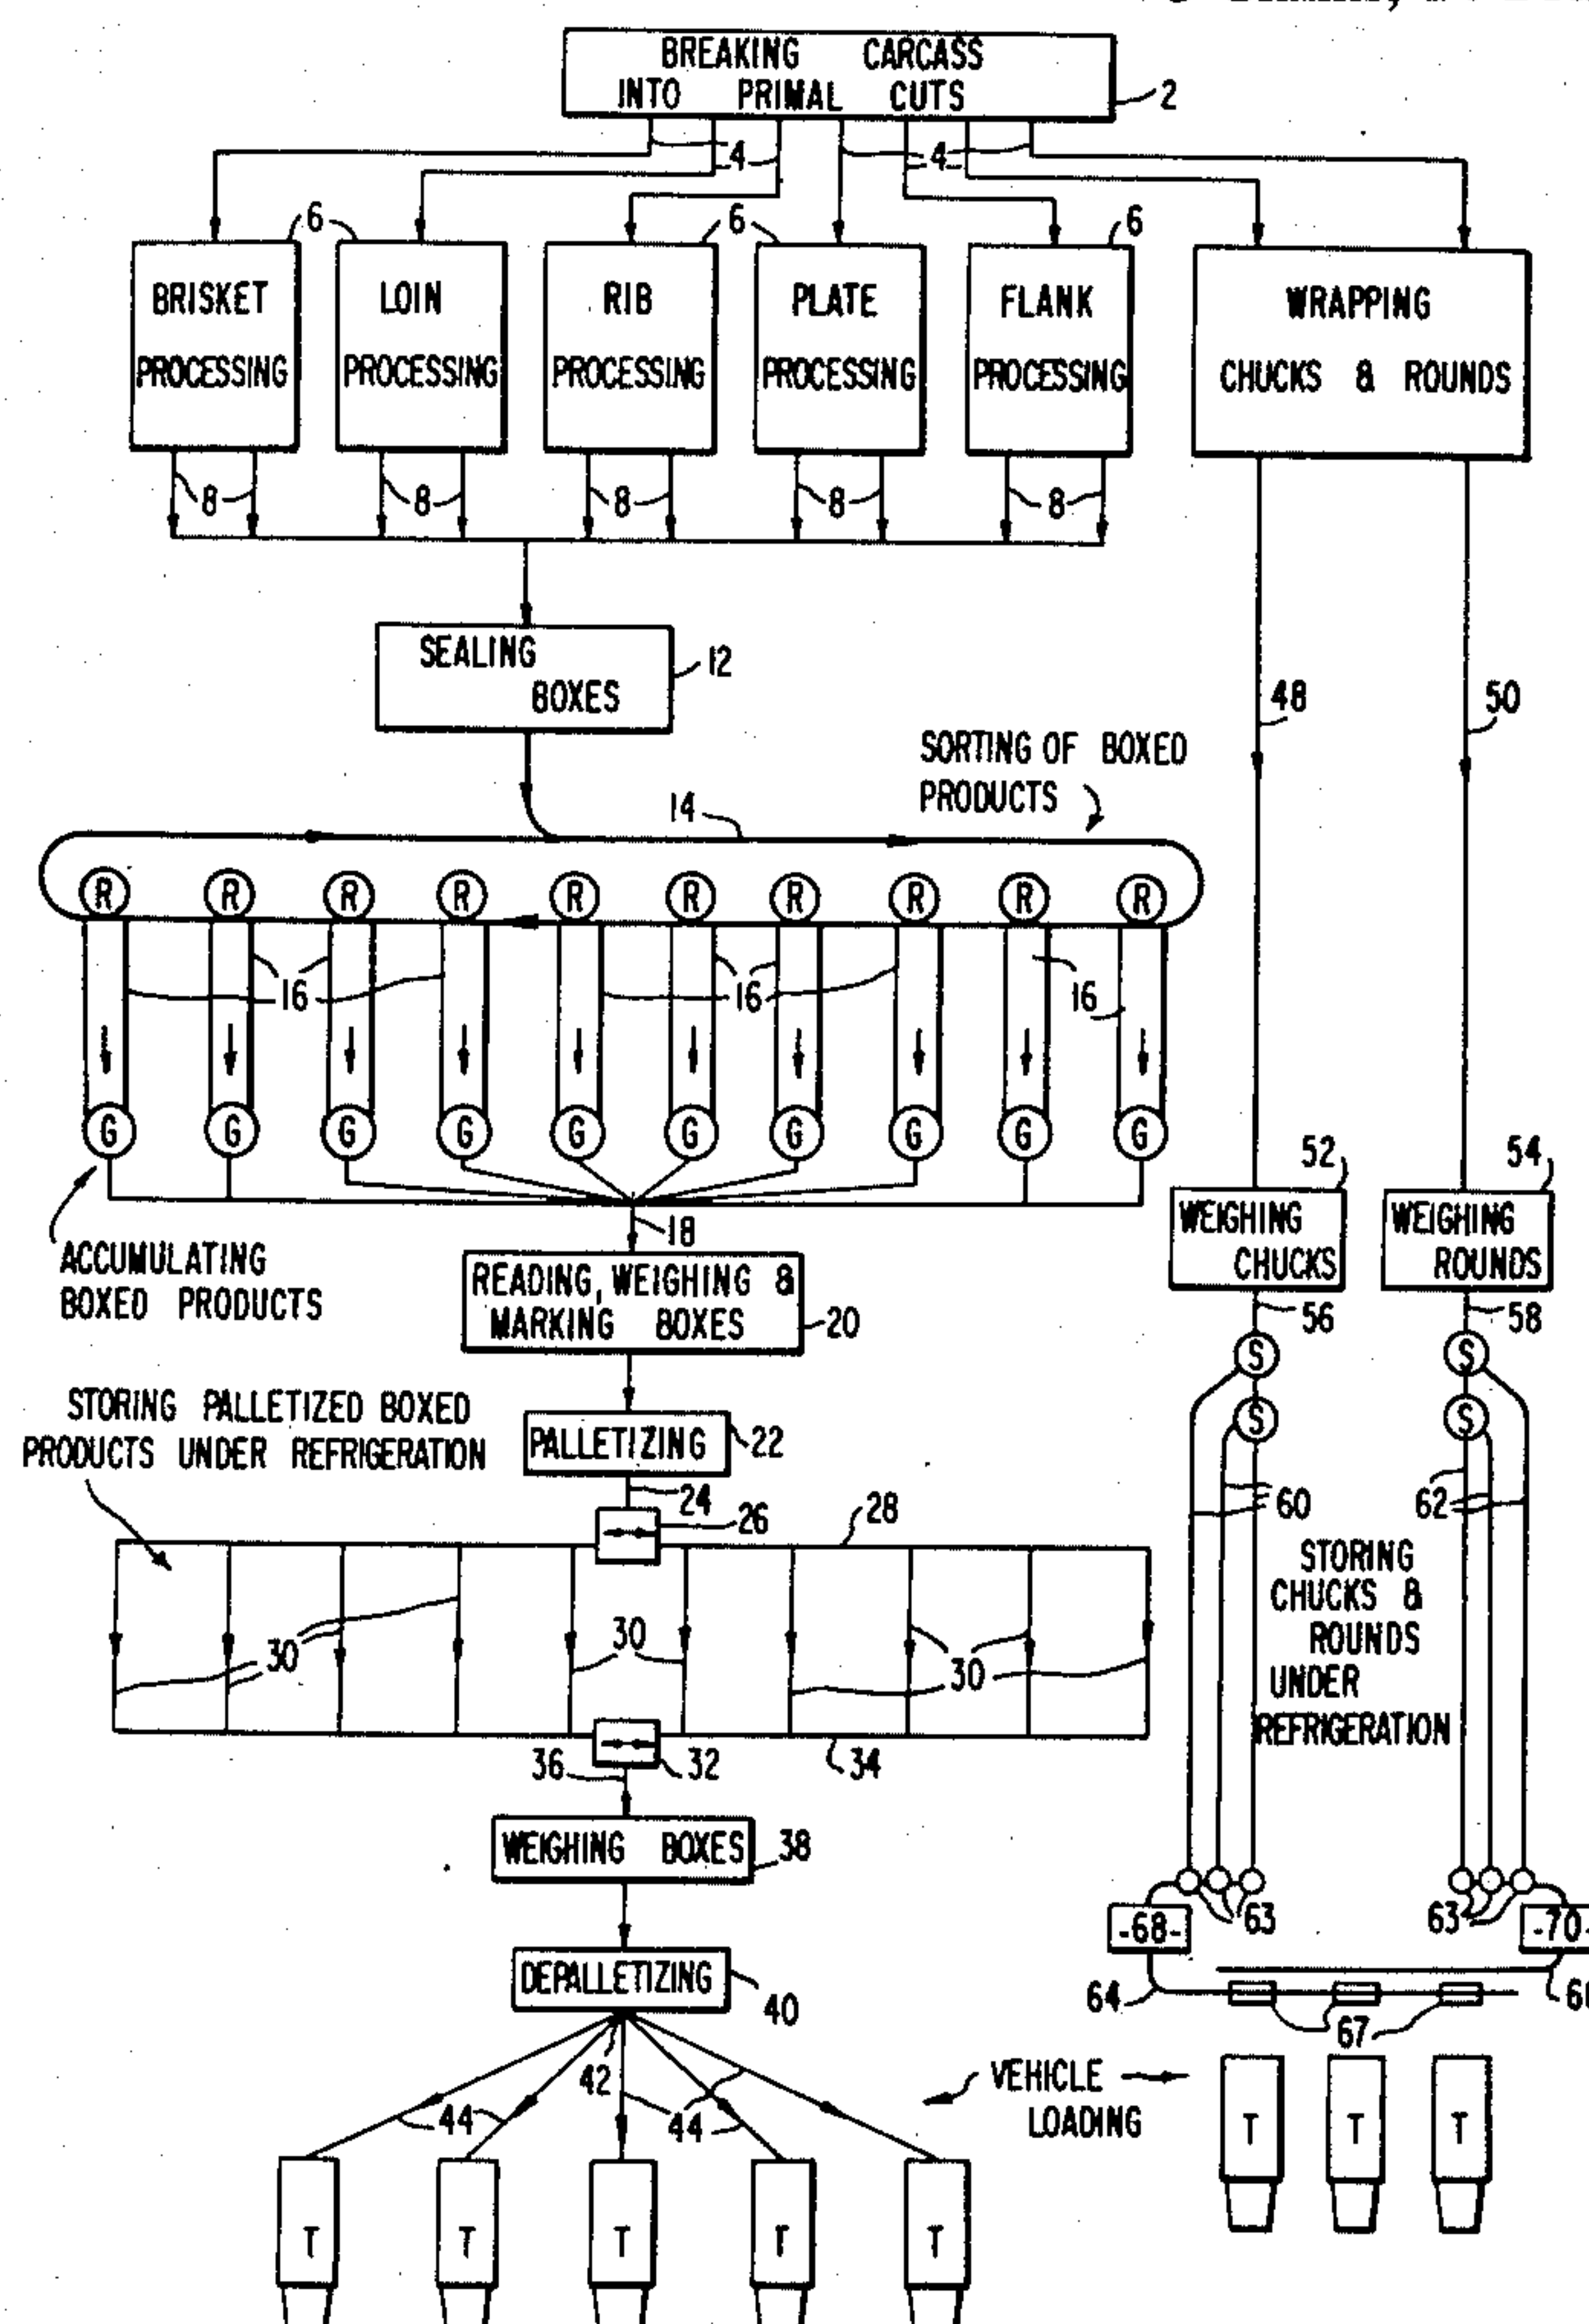 BREAKING CARCASS
INTO PRIMAL CUTS
2
4
4
6
6
6
BRISKET
PROCESSING
LOIN
PROCESSING
RIB
PROCESSING
PLATE
PROCESSING
FLANK
PROCESSING
WRAPPING
CHUCKS & ROUNDS
8
8
8
8
8
SEALING
BOXES
12
48
50
SORTING OF BOXED
PRODUCTS
14
R R R R R R R R R R
16
16
16
G G G G G G G G G G
18
ACCUMULATING
BOXED PRODUCTS
READING, WEIGHING &
MARKING BOXES
20
52
WEIGHING
CHUCKS
54
WEIGHING
ROUNDS
56
58
S
S
S
S
STORING PALLETIZED BOXED
PRODUCTS UNDER REFRIGERATION
PALLETIZING
22
24
26
28
60
62
30
30
30
STORING
CHUCKS &
ROUNDS
UNDER
REFRIGERATION
36
32
34
WEIGHING BOXES
38
63
63
-68-
-70-
DEPALLETIZING
40
64
67
42
44
44
VEHICLE
LOADING
T T T
T T T T T